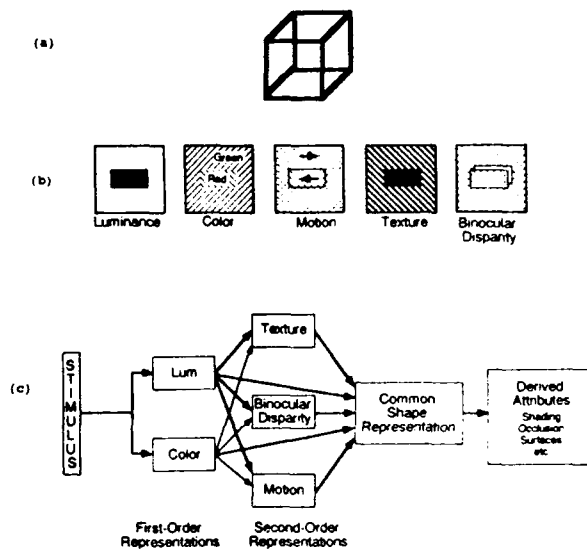 (a)
(b)
Green
Red
Luminance
Color
Motion
Texture
Binocular
Disparity
(c)
STIMULUS
Lum
Color
Texture
Binocular
Disparity
Motion
Common
Shape
Representation
Derived
Attributes
Shading
Occlusion
Surfaces
etc
First-Order
Representations
Second-Order
Representations